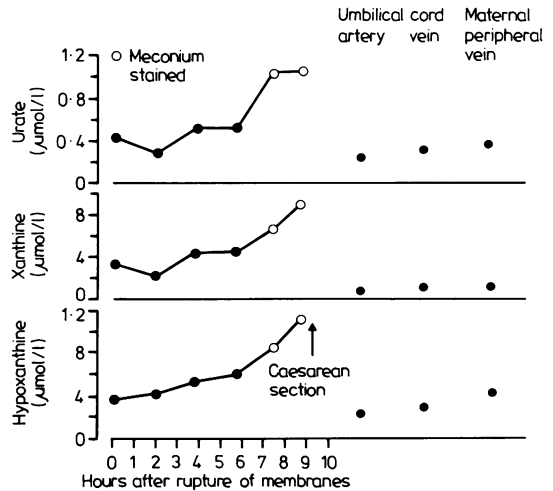 Umbilical cord
artery vein
Maternal
peripheral
vein
Meconium
stained
Urate
(μmol/l)
1·2
0·8
0·4
0
Xanthine
(μmol/l)
8
4
0
Hypoxanthine
(μmol/l)
1·2
8
4
0
Caesarean
section
0 1 2 3 4 5 6 7 8 9 10
Hours after rupture of membranes